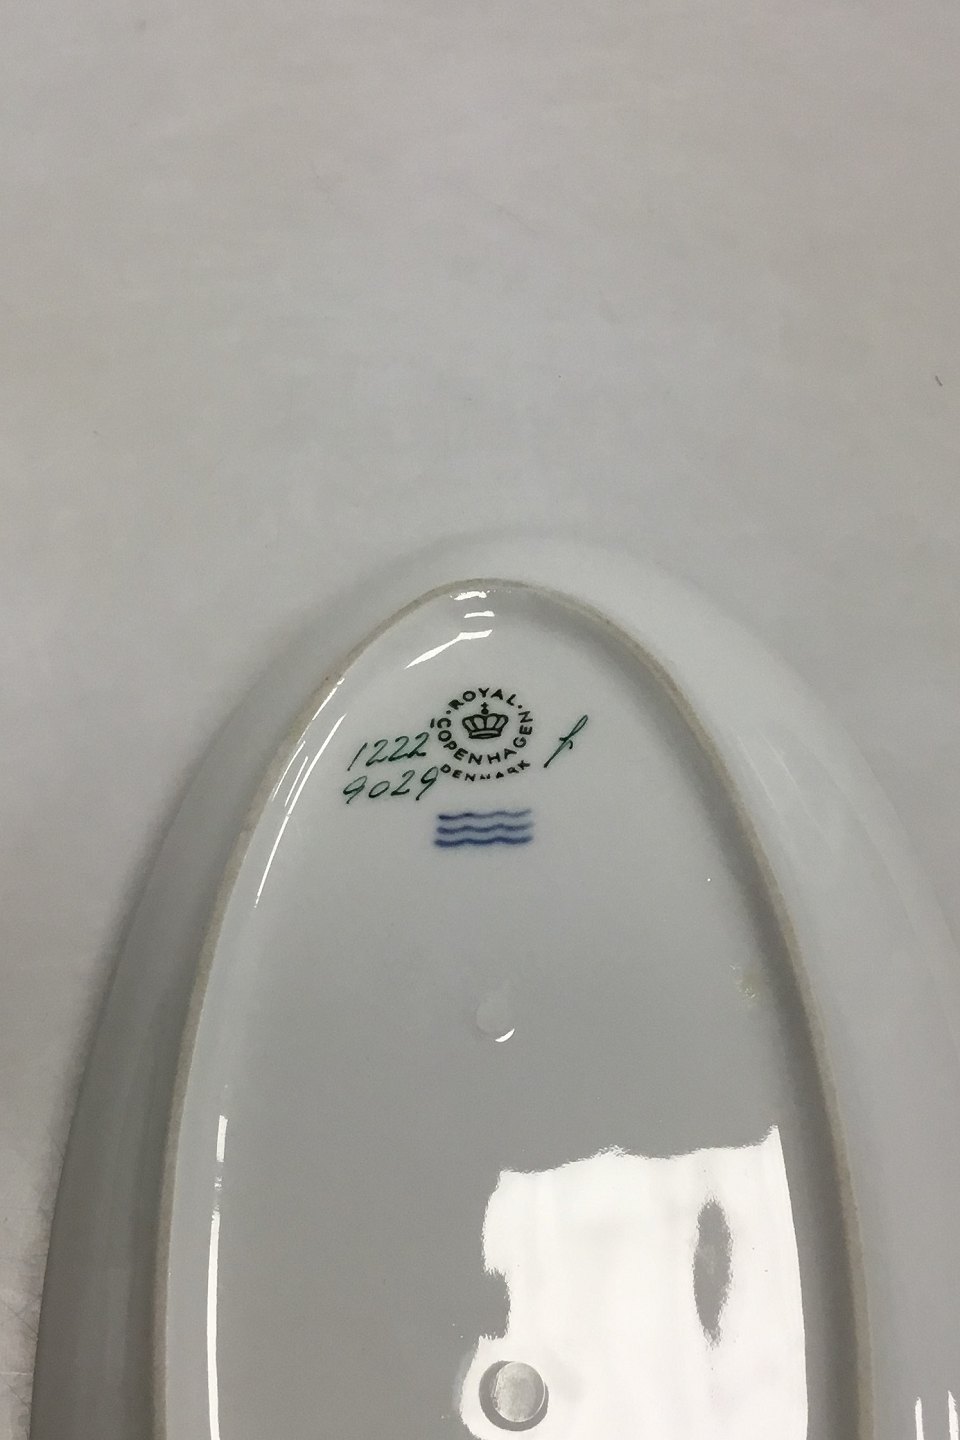 ROYAL
COPENHAGEN
DENMARK
1222
9029